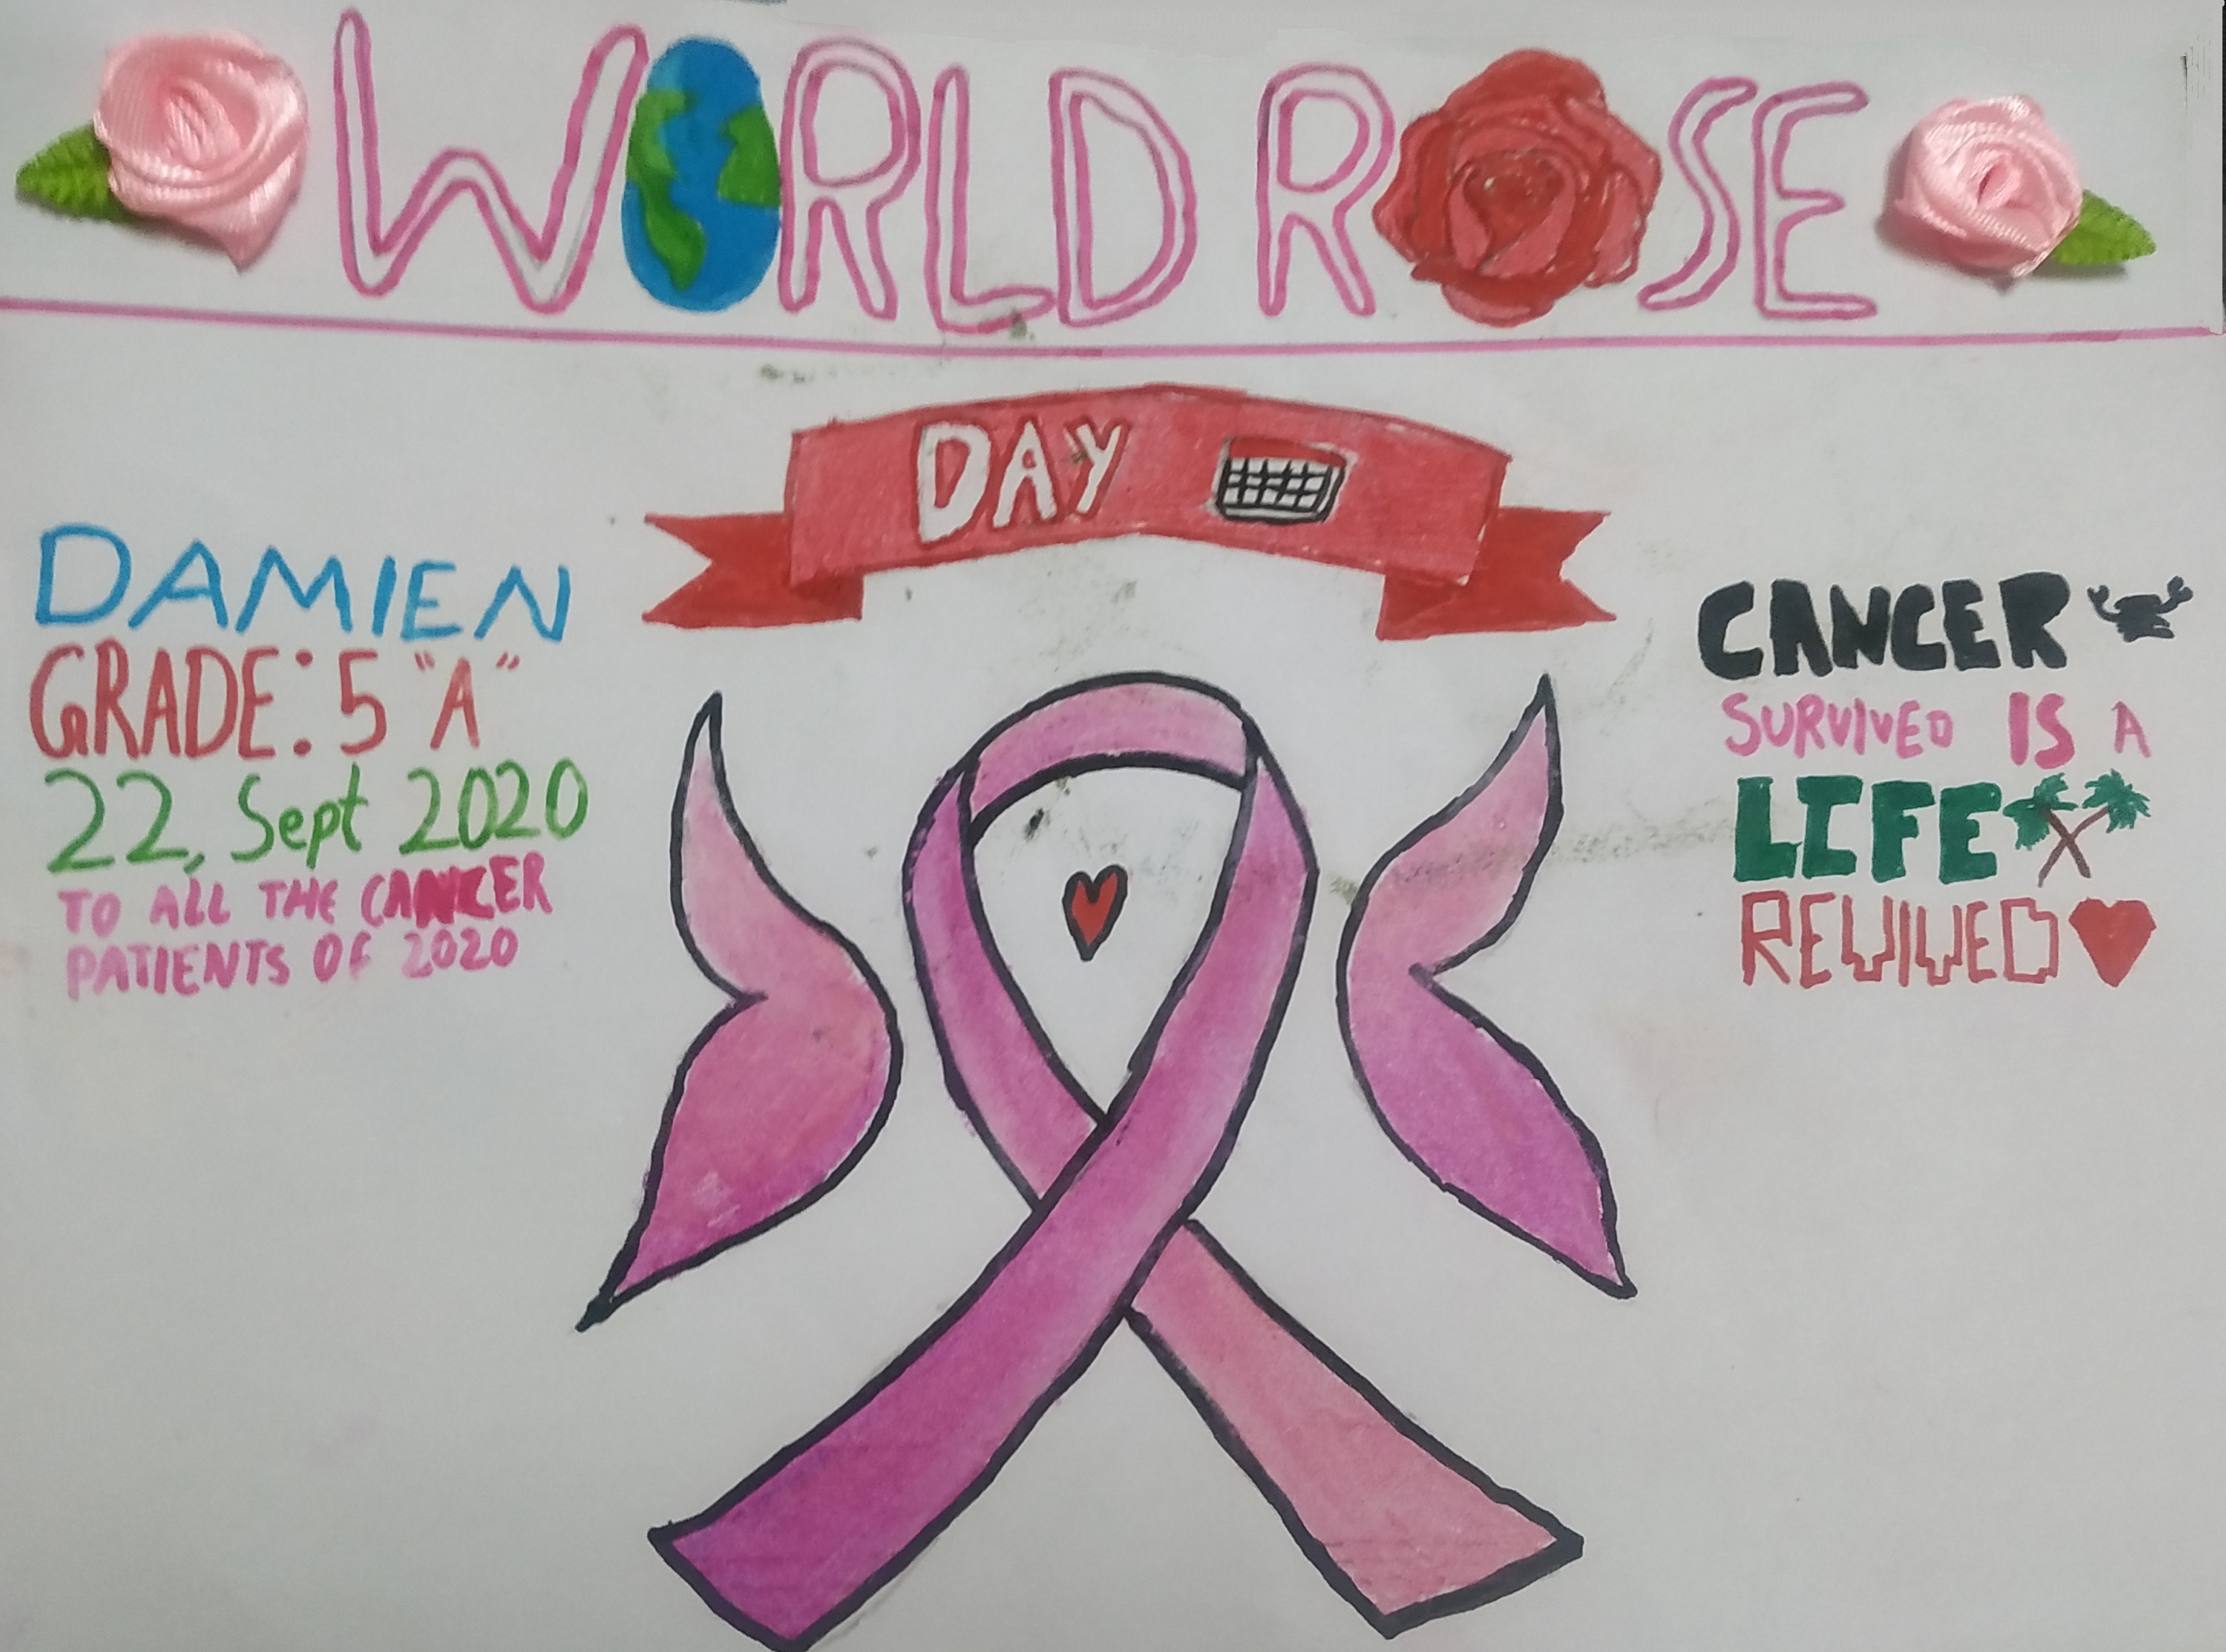 WORLD ROSE
DAY
DAMIEN
GRADE: 5 "A"
22, Sept 2020
TO ALL THE CANCER
PATIENTS OF 2020
CANCER
SURVIVED IS A
LIFE
REVIVED